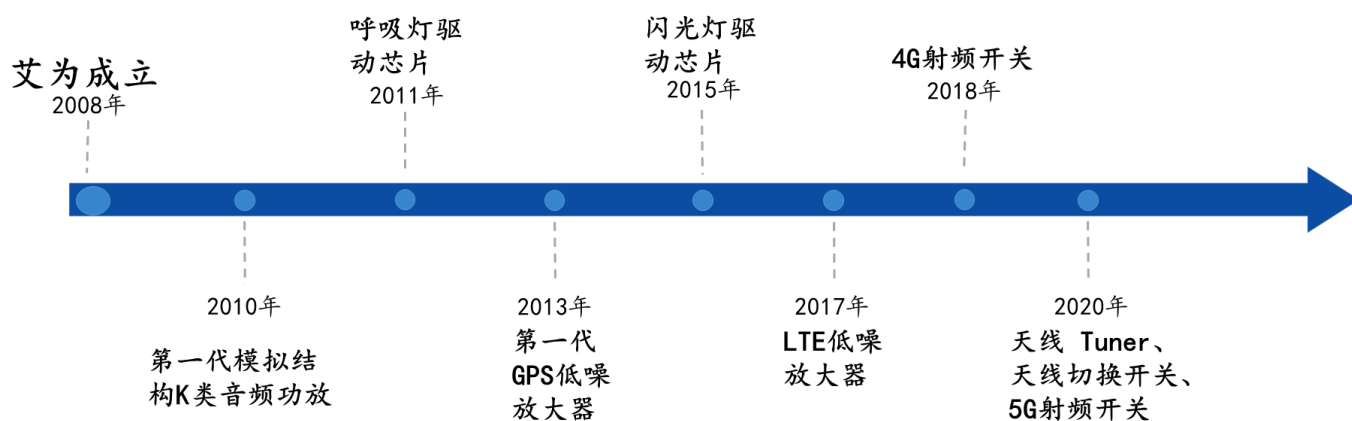 艾为成立
2008年
呼吸灯驱
动芯片
2011年
闪光灯驱
动芯片
2015年
4G射频开关
2018年
2010年
第一代模拟结
构K类音频功放
2013年
第一代
GPS低噪
放大器
2017年
LTE低噪
放大器
2020年
天线 Tuner、
天线切换开关、
5G射频开关